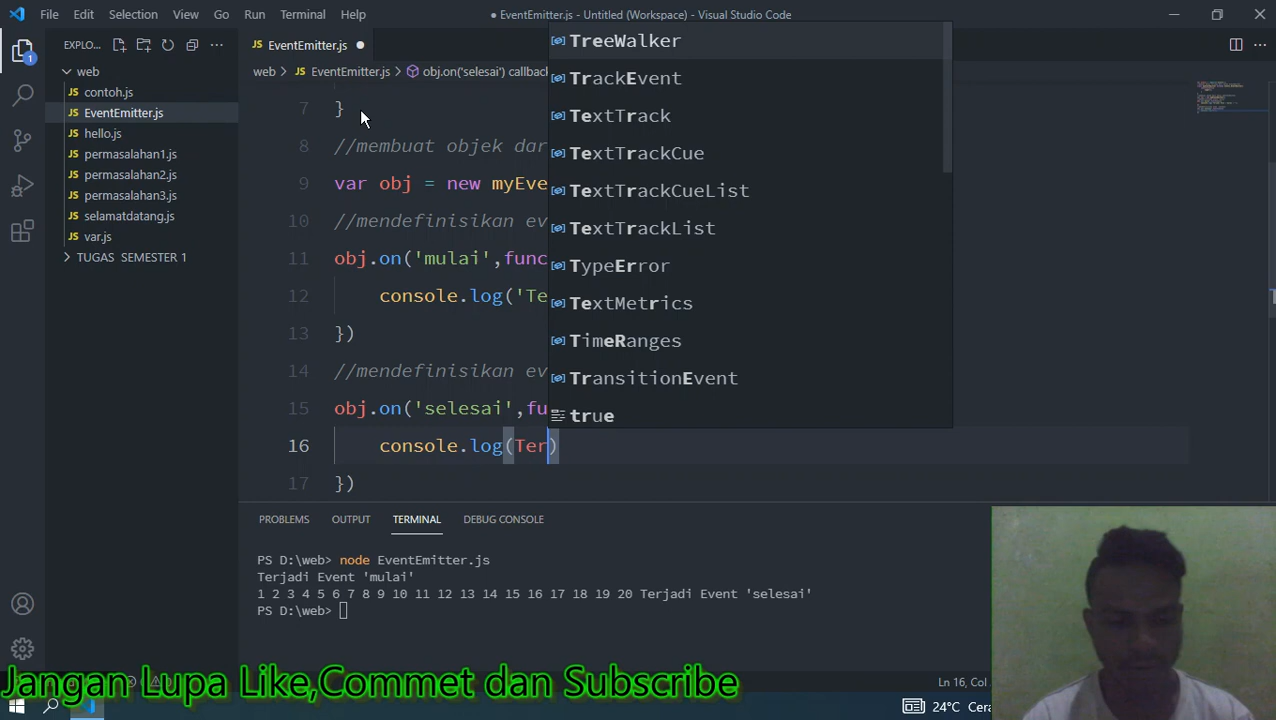 File Edit Selection View Go Run Terminal Help
● EventEmitter.js - Untitled (Workspace) - Visual Studio Code
EXPLO...
1
web
contoh.js
EventEmitter.js
hello.js
permasalahan1.js
permasalahan2.js
permasalahan3.js
selamatdatang.js
var.js
TUGAS SEMESTER 1
EventEmitter.js
web > EventEmitter.js > obj.on('selesai') callback
7 }
8 //membuat objek dar
9 var obj = new myEve
10 //mendefinisikan ev
11 obj.on('mulai',func
12 console.log('Te
13 })
14 //mendefinisikan ev
15 obj.on('selesai',fu
16 console.log(Ter)
17 })
TreeWalker
TrackEvent
TextTrack
TextTrackCue
TextTrackCueList
TextTrackList
TypeError
TextMetrics
TimeRanges
TransitionEvent
true
PROBLEMS OUTPUT TERMINAL DEBUG CONSOLE
PS D:\web> node EventEmitter.js
Terjadi Event 'mulai'
1 2 3 4 5 6 7 8 9 10 11 12 13 14 15 16 17 18 19 20 Terjadi Event 'selesai'
PS D:\web>
Jangan Lupa Like,Commet dan Subscribe
Ln 16,
24°C Cera